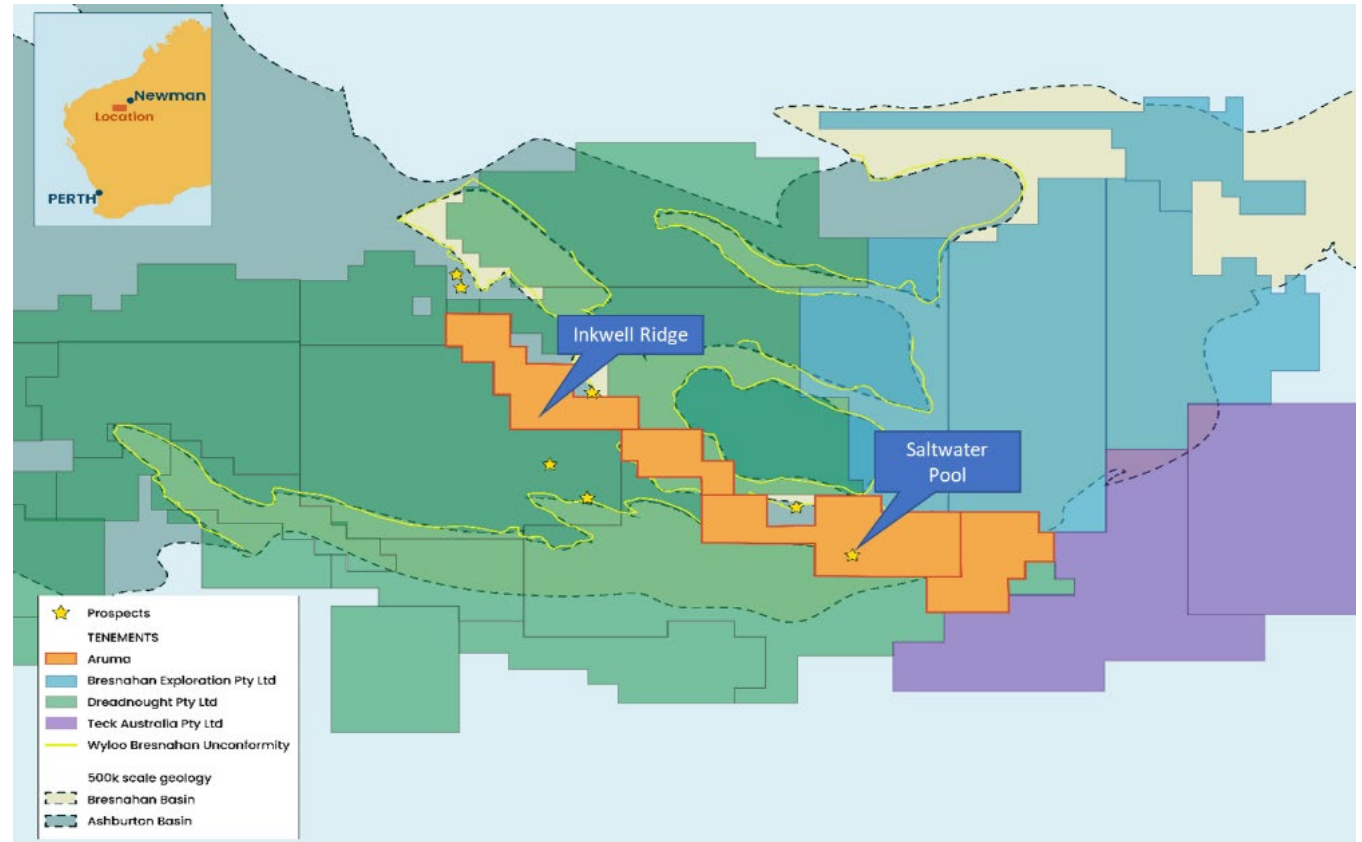 Newman
Location
PERTH
Inkwell Ridge
Saltwater
Pool
Prospects
TENEMENTS
Aruma
Bresnahan Exploration Pty Ltd
Dreadnought Pty Ltd
Teck Australia Pty Ltd
Wyloo Bresnahan Unconformity
500k scale geology
Bresnahan Basin
Ashburton Basin